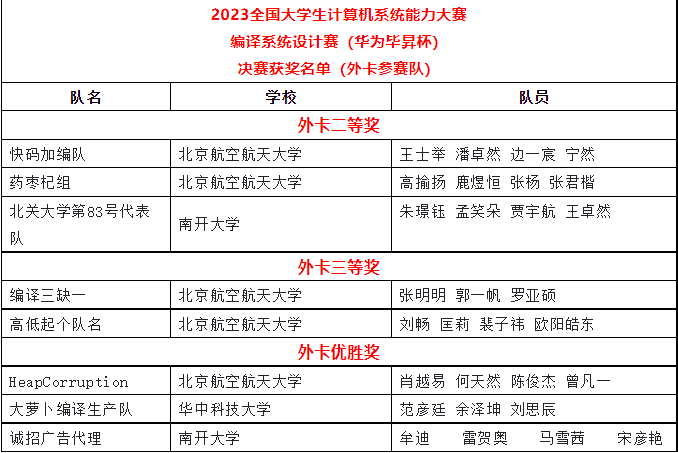 2023全国大学生计算机系统能力大赛
编译系统设计赛（华为毕昇杯）
决赛获奖名单（外卡参赛队）
队名 学校 队员
外卡二等奖
快码加编队 北京航空航天大学 王士举 潘卓然 边一宸 宁然
药枣杞组 北京航空航天大学 高揄扬 鹿煜恒 张杨 张君楷
北关大学第83号代表 南开大学 朱璟钰 孟笑朵 贾宇航 王卓然
队
外卡三等奖
编译三缺一 北京航空航天大学 张明明 郭一帆 罗亚硕
高低起个队名 北京航空航天大学 刘畅 匡莉 裴子祎 欧阳皓东
外卡优胜奖
HeapCorruption 北京航空航天大学 肖越易 何天然 陈俊杰 曾凡一
大萝卜编译生产队 华中科技大学 范彦廷 余泽坤 刘思辰
诚招广告代理 南开大学 牟迪 雷贺奥 马雪茜 宋彦艳